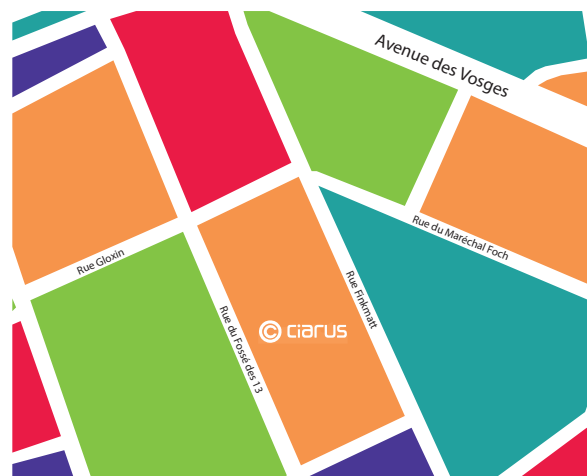 Avenue des Vosges
Rue du Maréchal Foch
Rue Gloxin
Rue Finkmatt
Rue du Fossé des 13
© ciarus